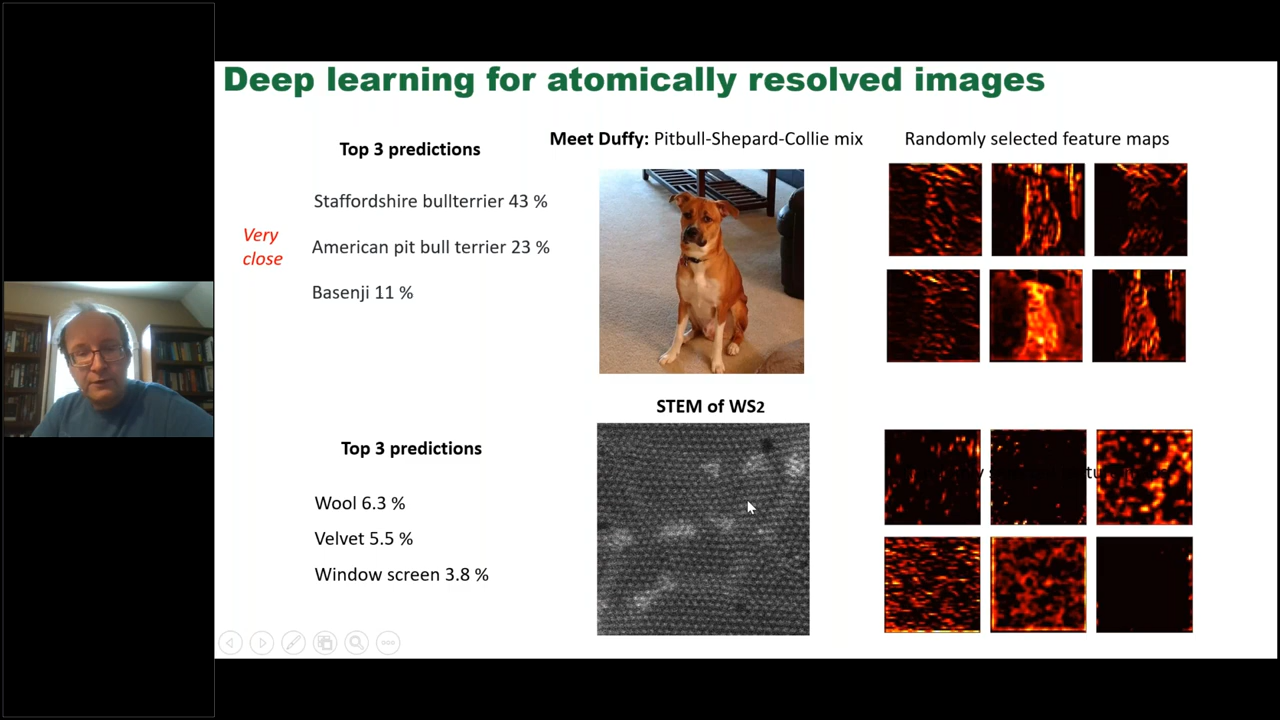 Deep learning for atomically resolved images
Top 3 predictions
Meet Duffy: Pitbull-Shepard-Collie mix
Randomly selected feature maps
Staffordshire bullterrier 43 %
Very
close
American pit bull terrier 23 %
Basenji 11 %
STEM of WS2
Top 3 predictions
Wool 6.3 %
Velvet 5.5 %
Window screen 3.8 %